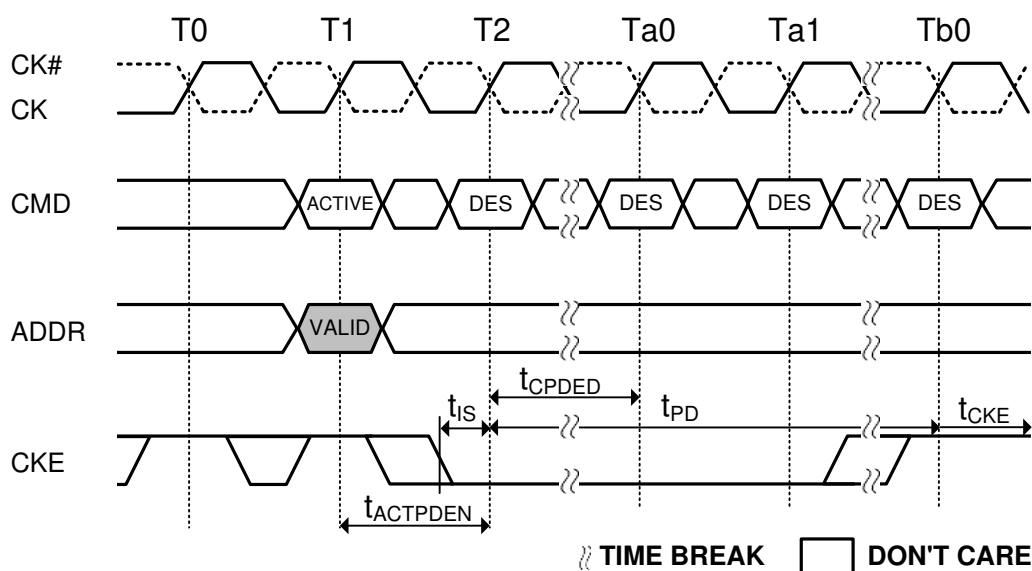 T0 T1 T2 Ta0 Ta1 Tb0
CK#
CK
CMD ACTIVE DES DES DES DES
ADDR VALID
tCPDED
tIS tPD tCKE
CKE
tACTPDEN
TIME BREAK DON'T CARE